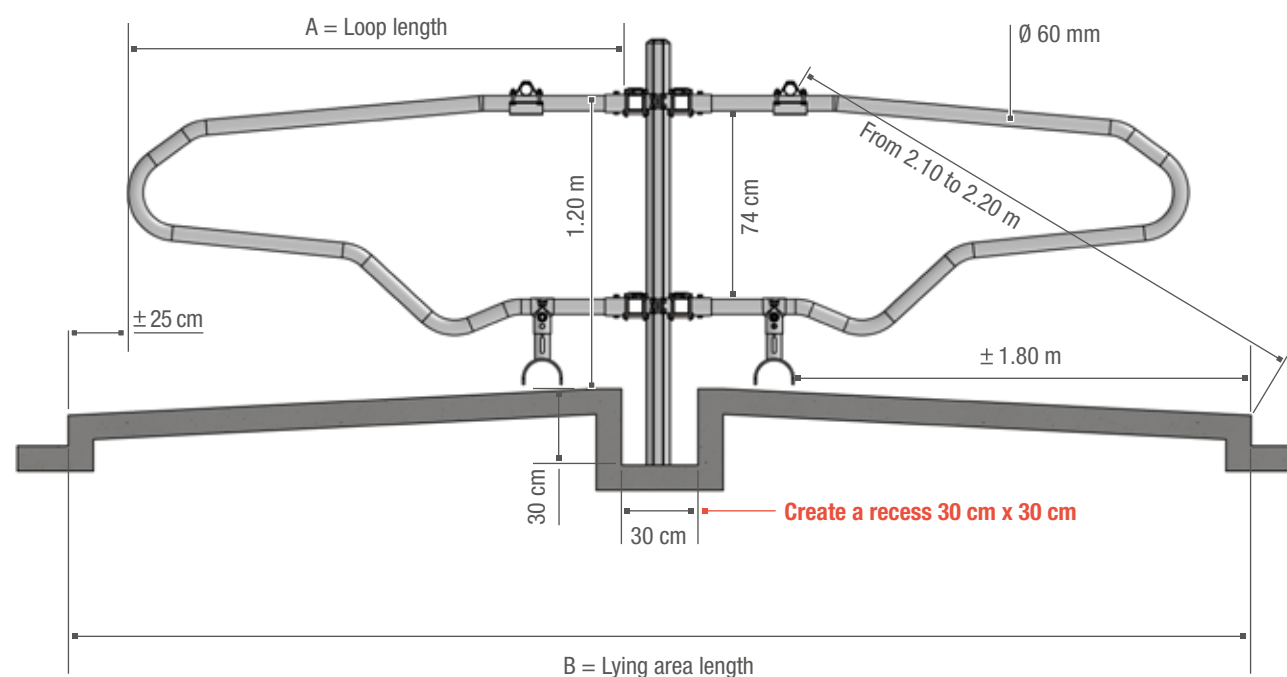 A = Loop length
Ø 60 mm
From 2.10 to 2.20 m
1.20 m
74 cm
± 25 cm
± 1.80 m
30 cm
30 cm
Create a recess 30 cm x 30 cm
B = Lying area length